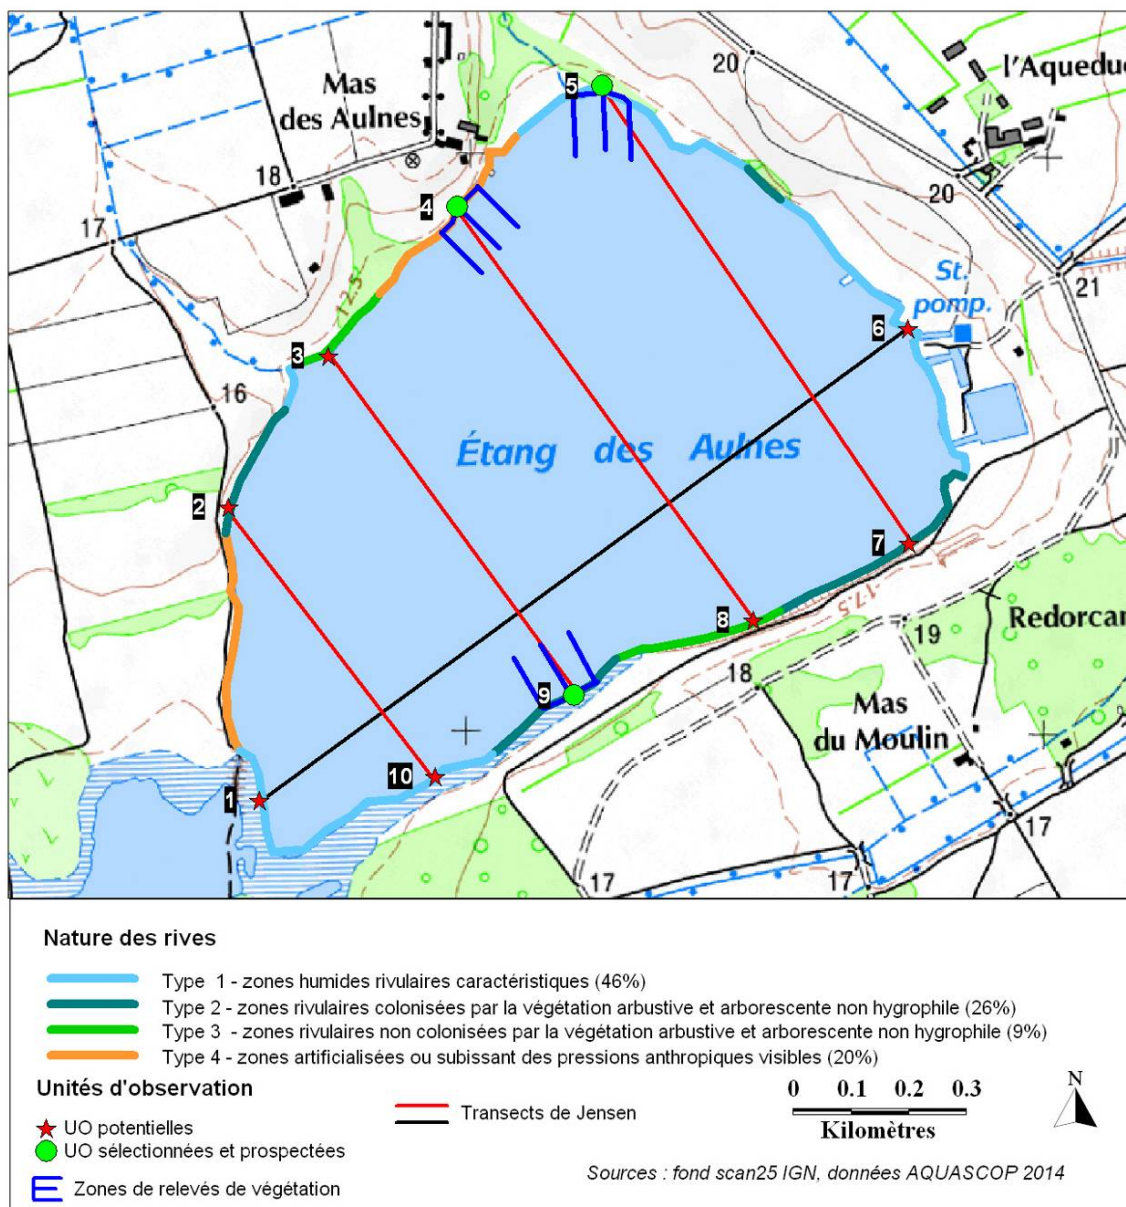 5
20
l'Aqueduc
Mas
des Aulnes
18
4
20
17
St.
pomp.
21
12.5
6
3
16
Étang des Aulnes
2
7
17.5
8
19
Redorcan
18
9
Mas
du Moulin
10
1
17
17
17
Nature des rives
Type 1 - zones humides rivulaires caractéristiques (46%)
Type 2 - zones rivulaires colonisées par la végétation arbustive et arborescente non hygrophile (26%)
Type 3 - zones rivulaires non colonisées par la végétation arbustive et arborescente non hygrophile (9%)
Type 4 - zones artificialisées ou subissant des pressions anthropiques visibles (20%)
Unités d'observation
UO potentielles
UO sélectionnées et prospectées
Zones de relevés de végétation
Transects de Jensen
0 0.1 0.2 0.3
Kilomètres
N
Sources : fond scan25 IGN, données AQUASCOP 2014